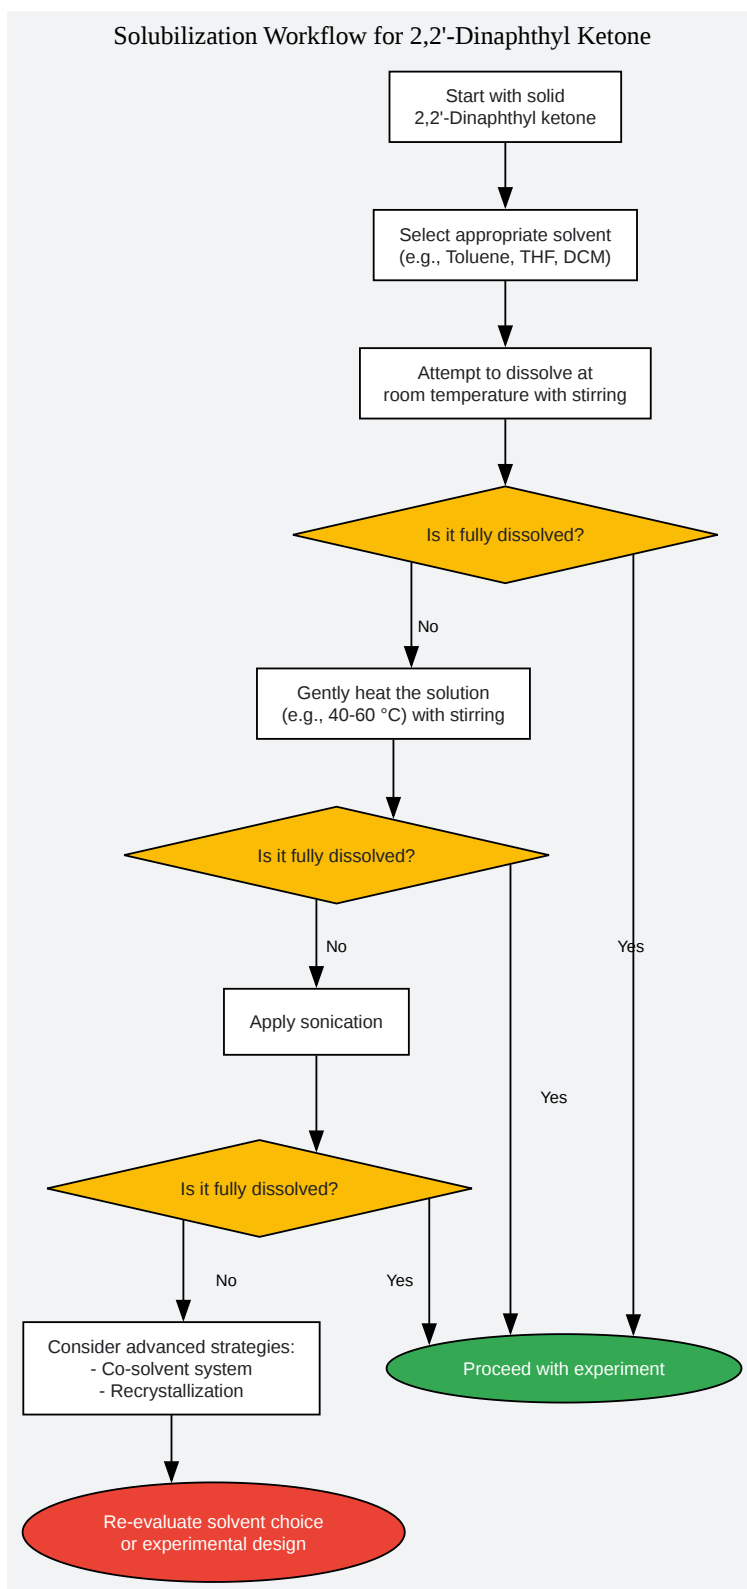 Solubilization Workflow for 2,2'-Dinaphthyl Ketone
Start with solid
2,2'-Dinaphthyl ketone
Select appropriate solvent
(e.g., Toluene, THF, DCM)
Attempt to dissolve at
room temperature with stirring
Is it fully dissolved?
No
Gently heat the solution
(e.g., 40-60 °C) with stirring
Is it fully dissolved?
No
Yes
Apply sonication
Yes
Is it fully dissolved?
No
Yes
Consider advanced strategies:
- Co-solvent system
- Recrystallization
Proceed with experiment
Re-evaluate solvent choice
or experimental design